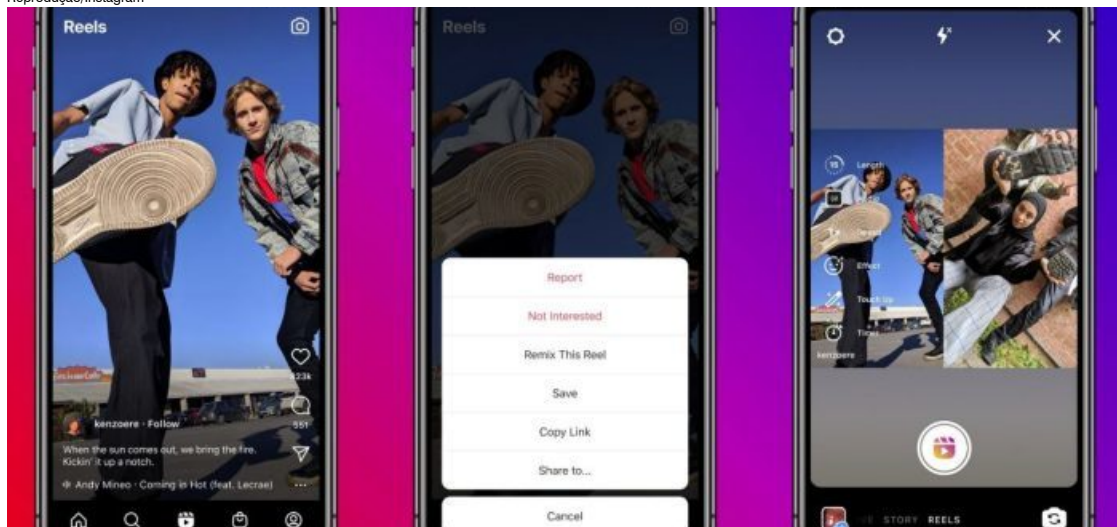 Reprodução/Instagram
Reels
823k
kenzoere · Follow
551
When the sun comes out, we bring the fire.
Kickin' it up a notch.
Andy Mineo · Coming in Hot (feat. Lecrae)
...
Reels
Report
Not Interested
Remix This Reel
Save
Copy Link
Share to...
Cancel
15
Length
Effect
Touch Up
Timer
kenzoere
STORY REELS